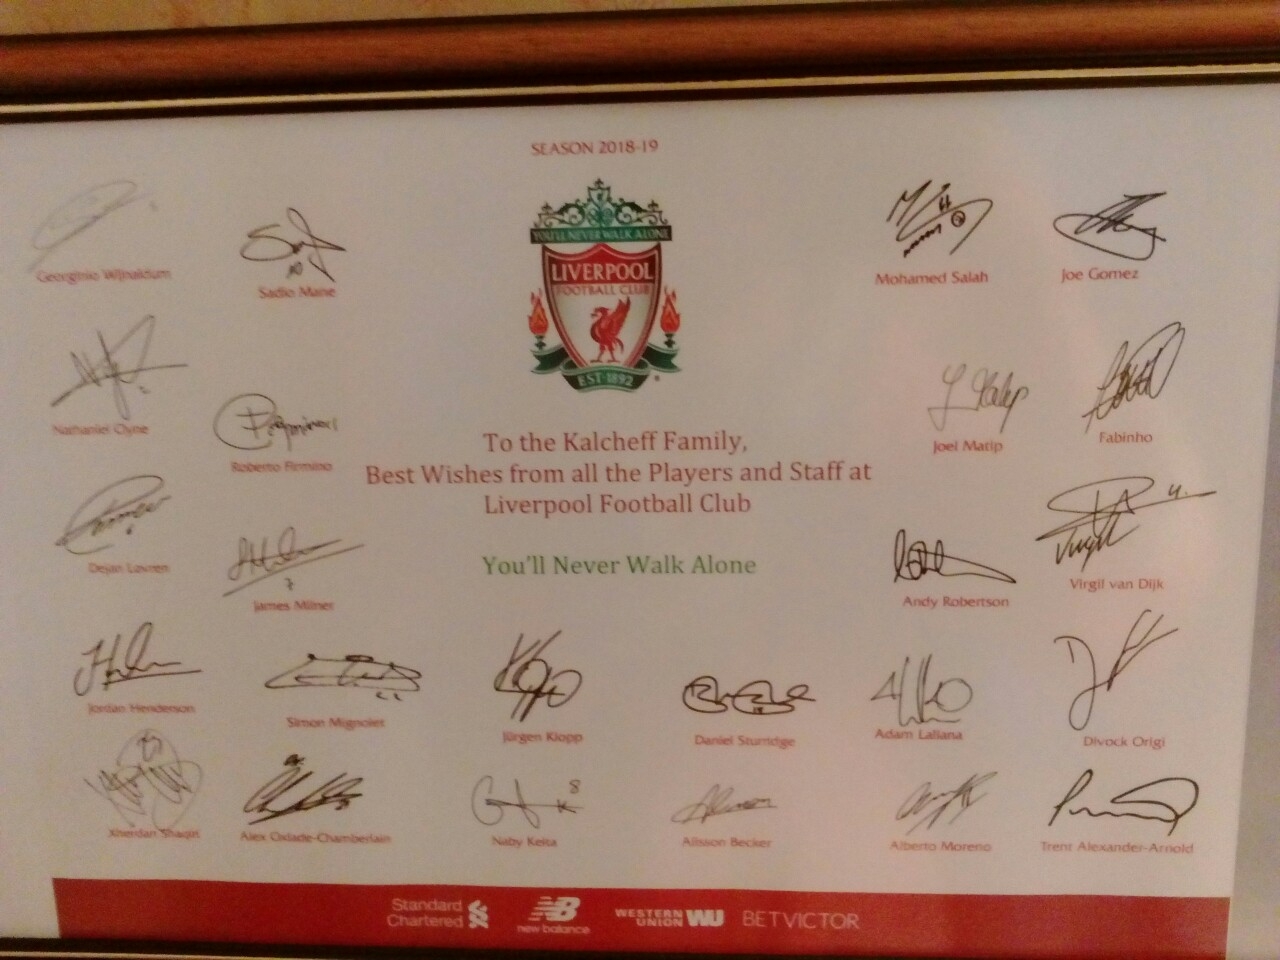 SEASON 2018-19
YOU'LL NEVER WALK ALONE
LIVERPOOL
FOOTBALL CLUB
EST·1892
To the Kalcheff Family,
Best Wishes from all the Players and Staff at
Liverpool Football Club
You'll Never Walk Alone
Georginio Wijnaldum
Sadio Mane
Mohamed Salah
Joe Gomez
Nathaniel Clyne
Roberto Firmino
Joel Matip
Fabinho
Dejan Lovren
James Milner
Andy Robertson
Virgil van Dijk
Jordan Henderson
Simon Mignolet
Jürgen Klopp
Daniel Sturridge
Adam Lallana
Divock Origi
Xherdan Shaqiri
Alex Oxlade-Chamberlain
Naby Keita
Alisson Becker
Alberto Moreno
Trent Alexander-Arnold
Standard
Chartered
new balance
WESTERN
UNION WU
BETVICTOR